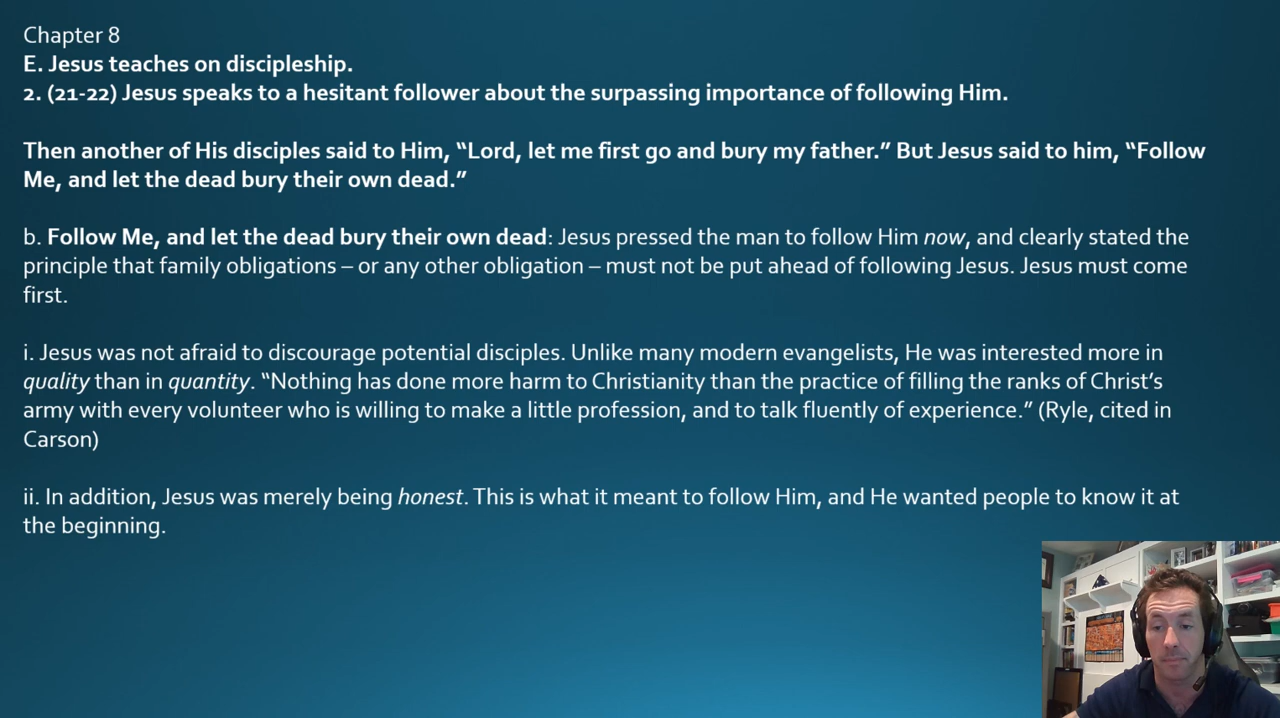 Chapter 8
E. Jesus teaches on discipleship.
2. (21-22) Jesus speaks to a hesitant follower about the surpassing importance of following Him.
Then another of His disciples said to Him, “Lord, let me first go and bury my father.” But Jesus said to him, “Follow
Me, and let the dead bury their own dead.”
b. Follow Me, and let the dead bury their own dead: Jesus pressed the man to follow Him now, and clearly stated the
principle that family obligations – or any other obligation – must not be put ahead of following Jesus. Jesus must come
first.
i. Jesus was not afraid to discourage potential disciples. Unlike many modern evangelists, He was interested more in
quality than in quantity. “Nothing has done more harm to Christianity than the practice of filling the ranks of Christ’s
army with every volunteer who is willing to make a little profession, and to talk fluently of experience.” (Ryle, cited in
Carson)
ii. In addition, Jesus was merely being honest. This is what it meant to follow Him, and He wanted people to know it at
the beginning.